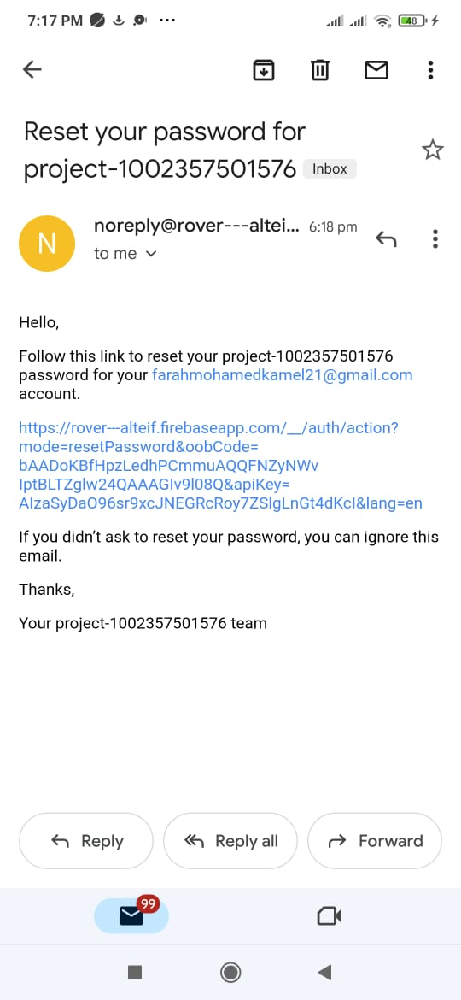 7:17 PM
48
Reset your password for
project-1002357501576 Inbox
N
noreply@rover---altei... 6:18 pm
to me
Hello,
Follow this link to reset your project-1002357501576
password for your farahmohamedkamel21@gmail.com
account.
https://rover---alteif.firebaseapp.com/__/auth/action?
mode=resetPassword&oobCode=
bAADoKBfHpzLedhPCmmuAQQFNZyNWv
IptBLTZglw24QAAAGIv9l08Q&apiKey=
AIzaSyDaO96sr9xcJNEGRcRoy7ZSlgLnGt4dKcI&lang=en
If you didn’t ask to reset your password, you can ignore this
email.
Thanks,
Your project-1002357501576 team
Reply
Reply all
Forward
99